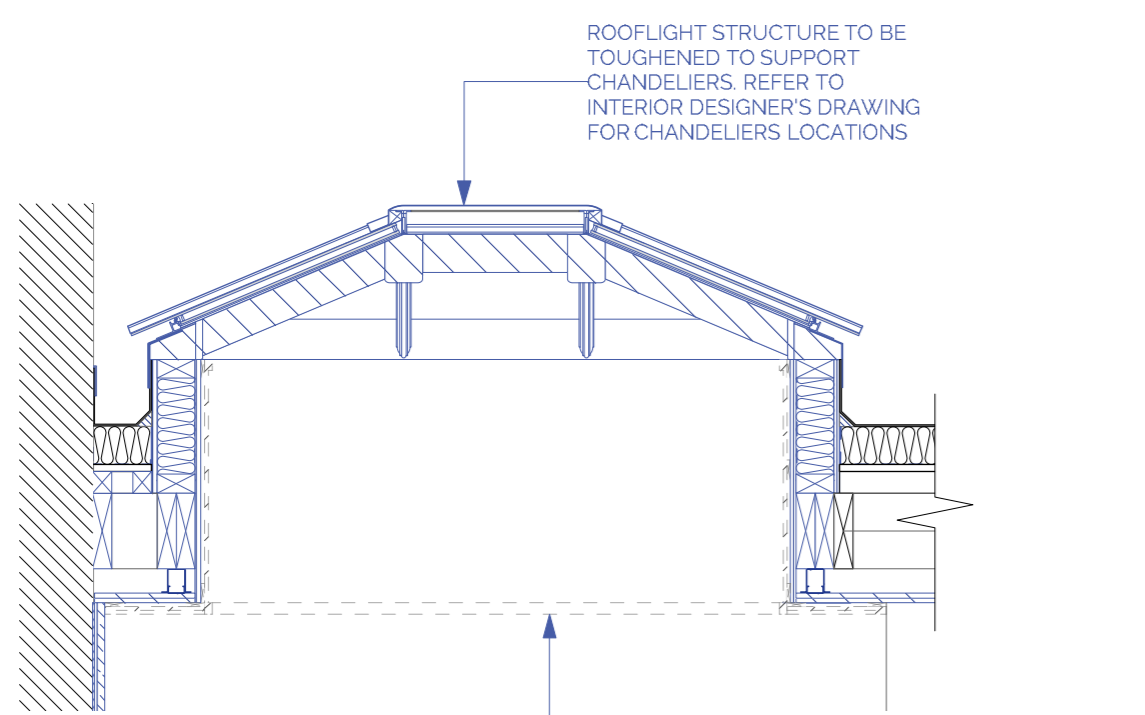 ROOFLIGHT STRUCTURE TO BE
TOUGHENED TO SUPPORT
CHANDELIERS. REFER TO
INTERIOR DESIGNER'S DRAWING
FOR CHANDELIERS LOCATIONS